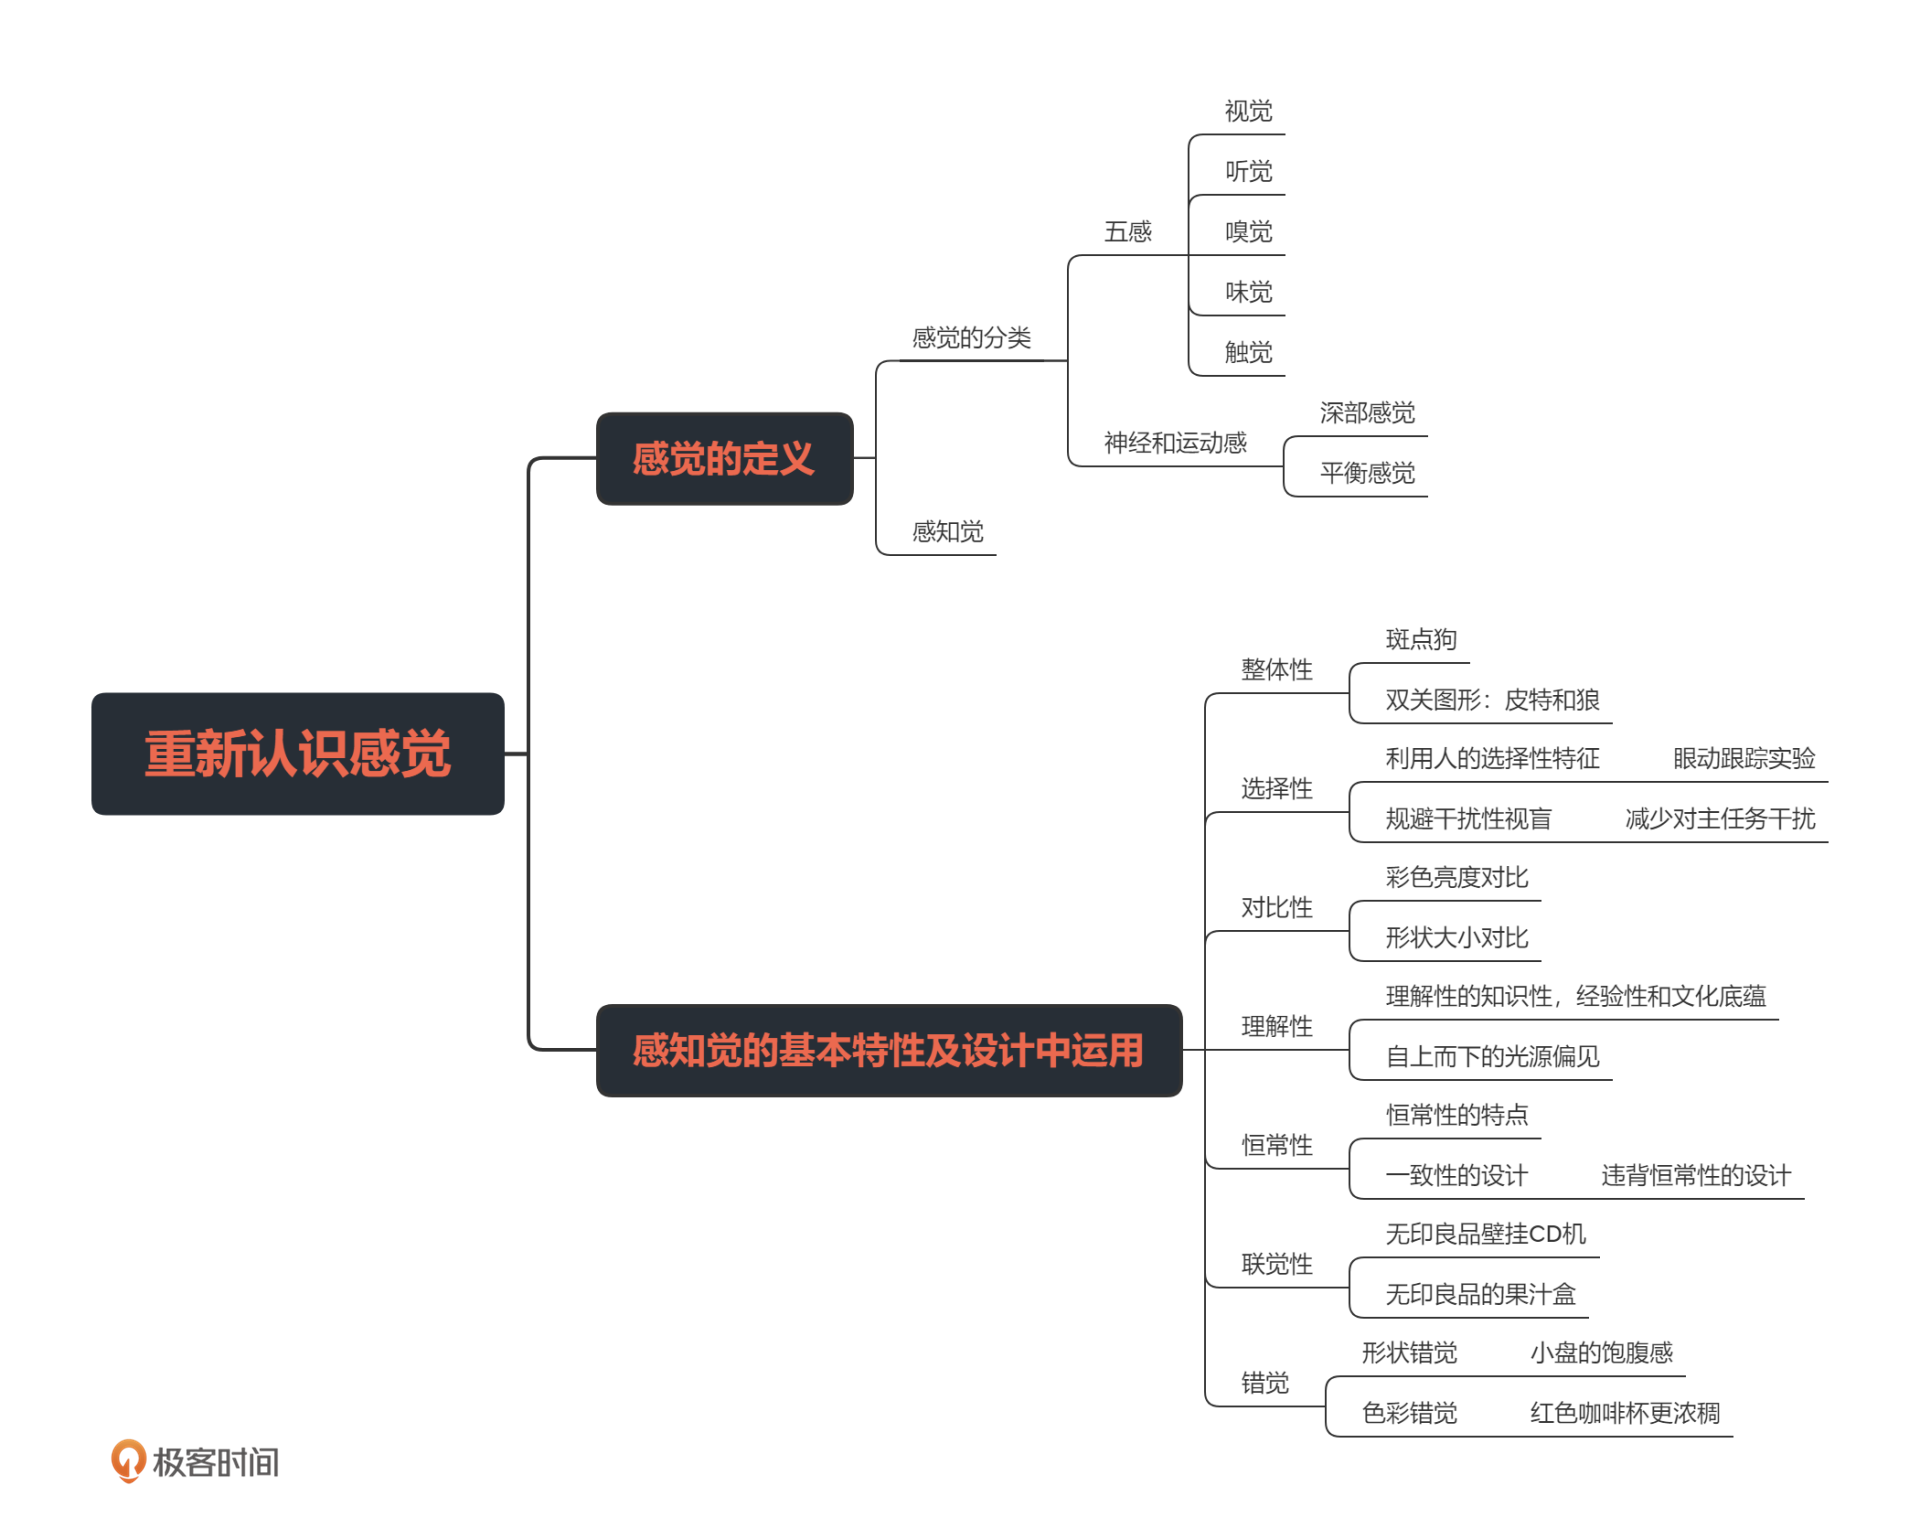 重新认识感觉
感觉的定义
感觉的分类
五感
视觉
听觉
嗅觉
味觉
触觉
神经和运动感
深部感觉
平衡感觉
感知觉
感知觉的基本特性及设计中运用
整体性
斑点狗
双关图形：皮特和狼
选择性
利用人的选择性特征
眼动跟踪实验
规避干扰性视盲
减少对主任务干扰
对比性
彩色亮度对比
形状大小对比
理解性
理解性的知识性，经验性和文化底蕴
自上而下的光源偏见
恒常性
恒常性的特点
一致性的设计
违背恒常性的设计
联觉性
无印良品壁挂CD机
无印良品的果汁盒
错觉
形状错觉
小盘的饱腹感
色彩错觉
红色咖啡杯更浓稠
极客时间